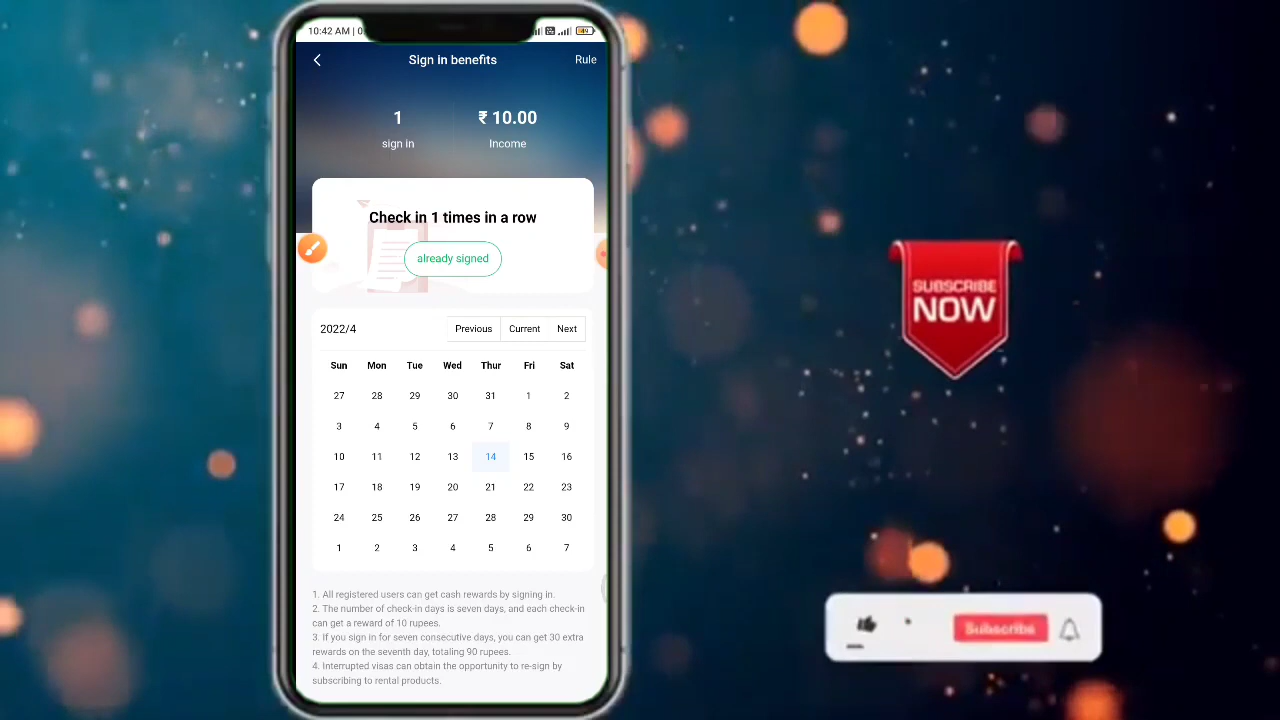 10:42 AM | 0
Sign in benefits
Rule
1
₹ 10.00
sign in
Income
Check in 1 times in a row
already signed
2022/4
Previous Current Next
Sun Mon Tue Wed Thur Fri Sat
27 28 29 30 31 1 2
3 4 5 6 7 8 9
10 11 12 13 14 15 16
17 18 19 20 21 22 23
24 25 26 27 28 29 30
1 2 3 4 5 6 7
1. All registered users can get cash rewards by signing in.
2. The number of check-in days is seven days, and each check-in
can get a reward of 10 rupees.
3. If you sign in for seven consecutive days, you can get 30 extra
rewards on the seventh day, totaling 90 rupees.
4. Interrupted visas can obtain the opportunity to re-sign by
subscribing to rental products.
SUBSCRIBE
NOW
Subscribe